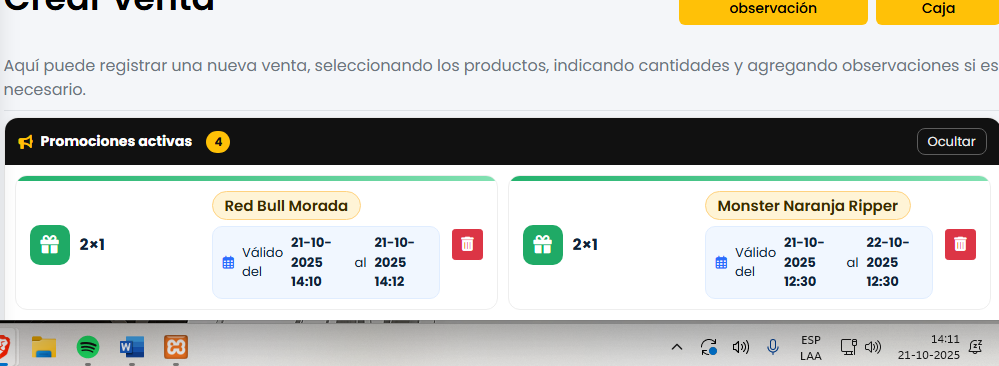 Crear Venta
observación
Caja
Aquí puede registrar una nueva venta, seleccionando los productos, indicando cantidades y agregando observaciones si es
necesario.
Promociones activas 4
Ocultar
2×1
Red Bull Morada
Válido del
21-10-2025 14:10
al
21-10-2025 14:12
2×1
Monster Naranja Ripper
Válido del
21-10-2025 12:30
al
22-10-2025 12:30
W
ESP
LAA
14:11
21-10-2025